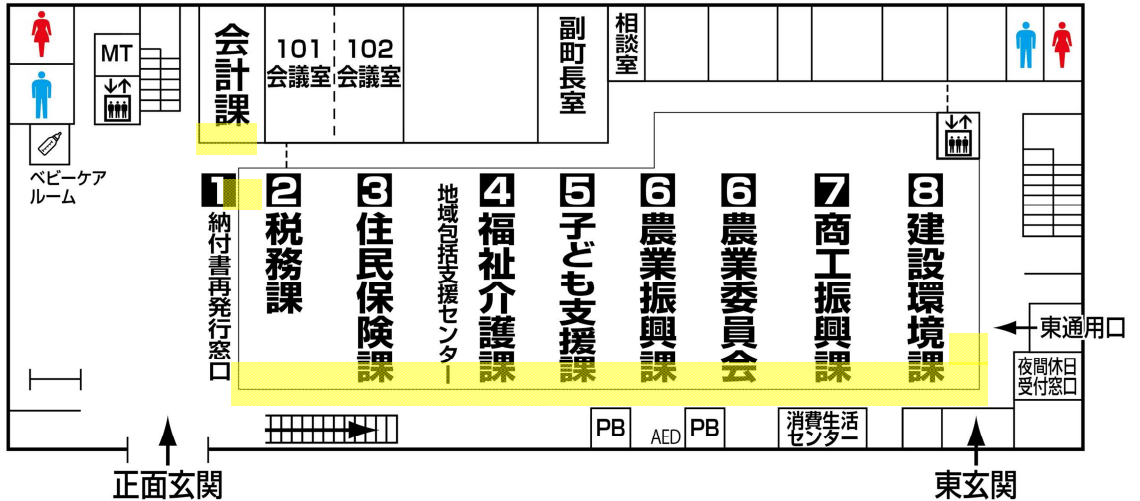 MT
会計課
101
会議室
102
会議室
副町長室
相談室
ベビーケア
ルーム
1
納付書再発行窓口
2
税務課
3
住民保険課
地域包括支援センター
4
福祉介護課
5
子ども支援課
6
農業振興課
6
農業委員会
7
商工振興課
8
建設環境課
東通用口
夜間休日
受付窓口
PB
AED
PB
消費生活
センター
正面玄関
東玄関